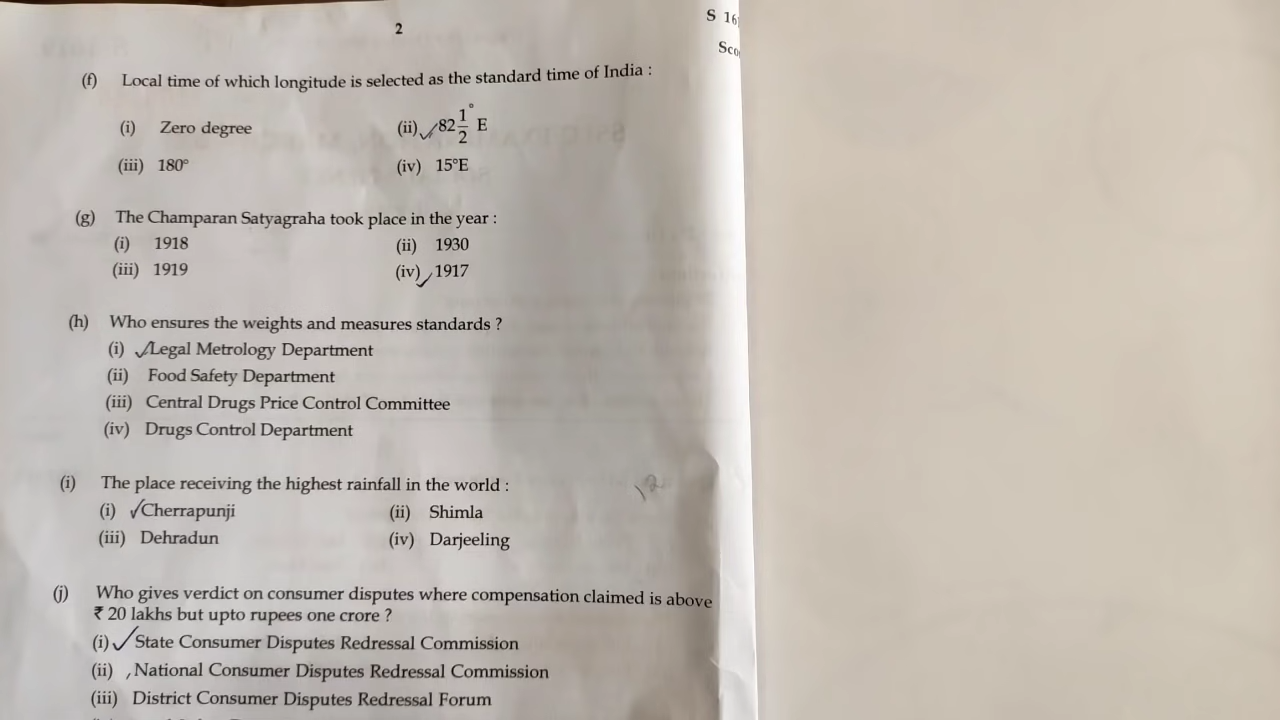 2
S 16
Sco
(f) Local time of which longitude is selected as the standard time of India :
(i) Zero degree (ii) 82 1/2° E
(iii) 180° (iv) 15°E
(g) The Champaran Satyagraha took place in the year :
(i) 1918 (ii) 1930
(iii) 1919 (iv) 1917
(h) Who ensures the weights and measures standards ?
(i) Legal Metrology Department
(ii) Food Safety Department
(iii) Central Drugs Price Control Committee
(iv) Drugs Control Department
(i) The place receiving the highest rainfall in the world :
(i) Cherrapunji (ii) Shimla
(iii) Dehradun (iv) Darjeeling
(j) Who gives verdict on consumer disputes where compensation claimed is above
₹ 20 lakhs but upto rupees one crore ?
(i) State Consumer Disputes Redressal Commission
(ii) National Consumer Disputes Redressal Commission
(iii) District Consumer Disputes Redressal Forum